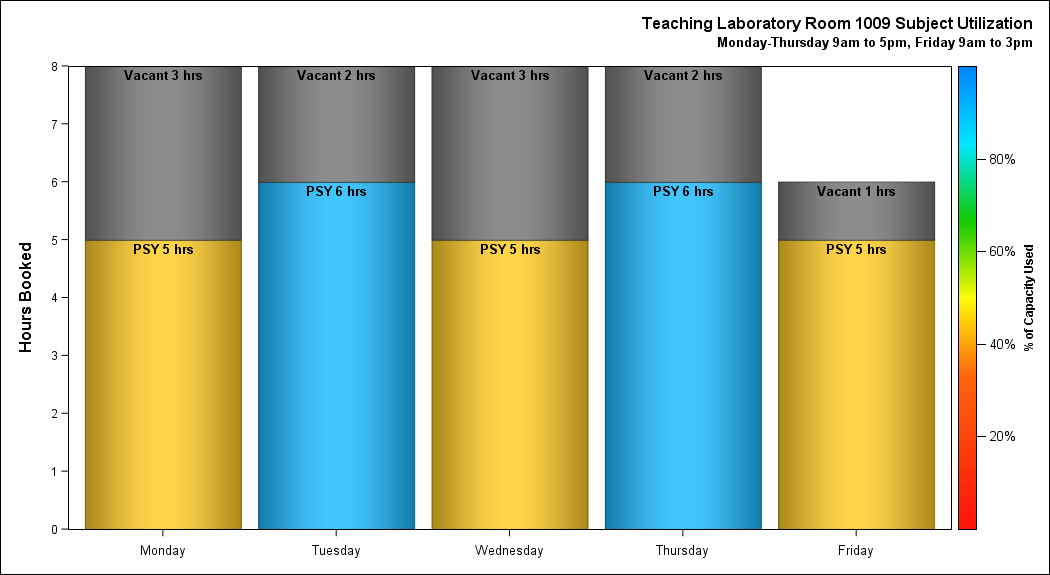 Teaching Laboratory Room 1009 Subject Utilization
Monday-Thursday 9am to 5pm, Friday 9am to 3pm
Hours Booked
8
7
6
5
4
3
2
1
0
Vacant 3 hrs
PSY 5 hrs
Vacant 2 hrs
PSY 6 hrs
Vacant 3 hrs
PSY 5 hrs
Vacant 2 hrs
PSY 6 hrs
Vacant 1 hrs
PSY 5 hrs
Monday
Tuesday
Wednesday
Thursday
Friday
80%
60%
40%
20%
% of Capacity Used